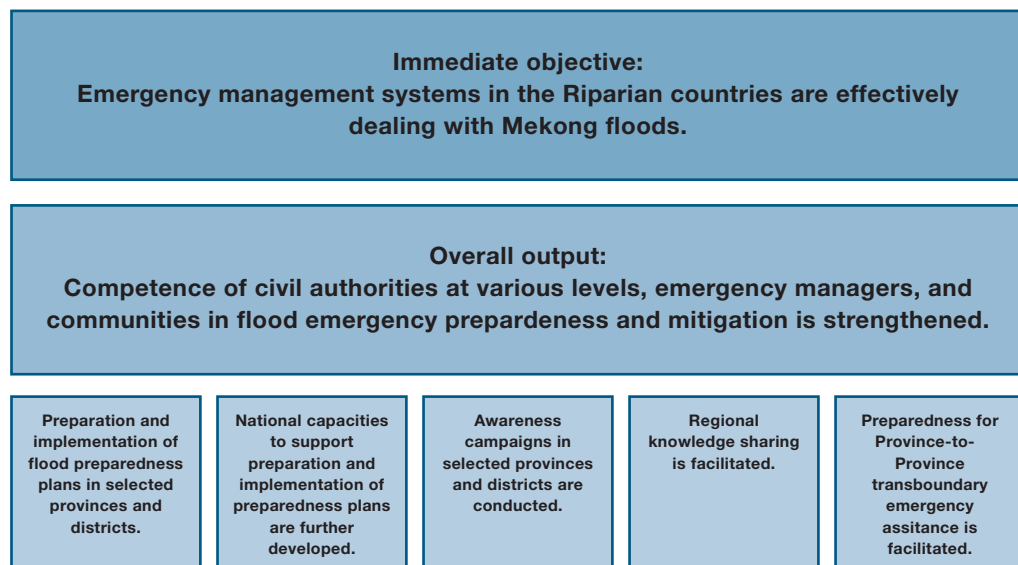 Immediate objective:
Emergency management systems in the Riparian countries are effectively
dealing with Mekong floods.
Overall output:
Competence of civil authorities at various levels, emergency managers, and
communities in flood emergency prepardeness and mitigation is strengthened.
Preparation and
implementation of
flood preparedness
plans in selected
provinces and
districts.
National capacities
to support
preparation and
implementation of
preparedness plans
are further
developed.
Awareness
campaigns in
selected provinces
and districts are
conducted.
Regional
knowledge sharing
is facilitated.
Preparedness for
Province-to-
Province
transboundary
emergency
assitance is
facilitated.